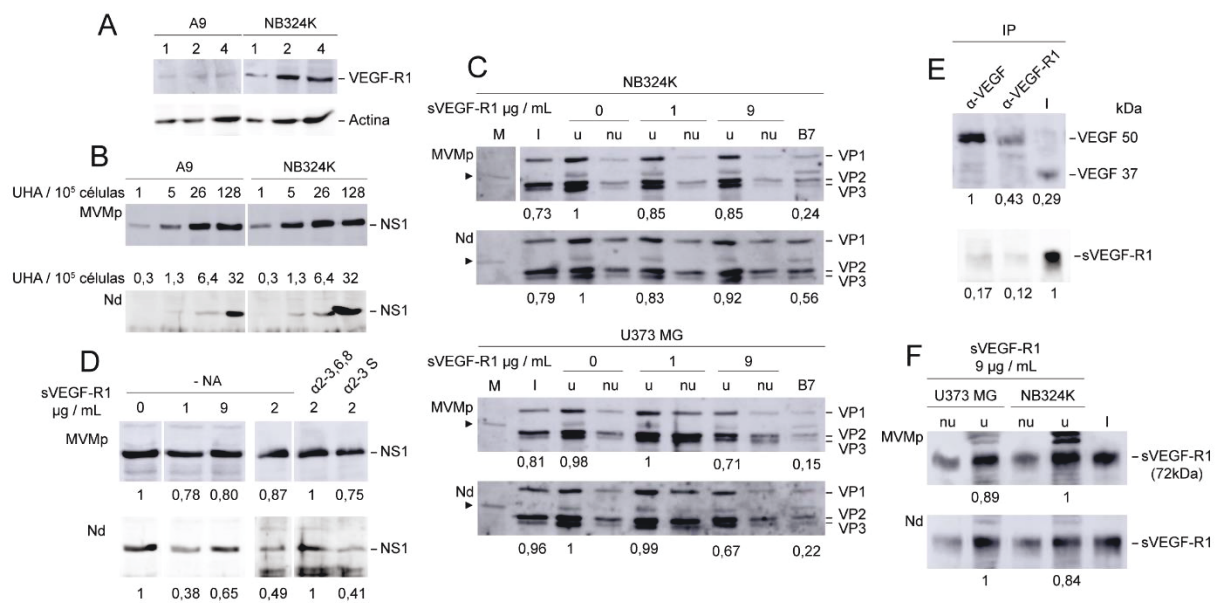 A
A9 NB324K
1 2 4 1 2 4
– VEGF-R1
– Actina
B
A9 NB324K
UHA / 10⁵ células 1 5 26 128 1 5 26 128
MVMp
– NS1
UHA / 10⁵ células 0,3 1,3 6,4 32 0,3 1,3 6,4 32
Nd
– NS1
C
NB324K
sVEGF-R1 µg / mL 0 1 9
M I u nu u nu u nu B7
MVMp
– VP1
– VP2
– VP3
0,73 1 0,85 0,85 0,24
Nd
– VP1
– VP2
– VP3
0,79 1 0,83 0,92 0,56
U373 MG
sVEGF-R1 µg / mL 0 1 9
M I u nu u nu u nu B7
MVMp
– VP1
– VP2
– VP3
0,81 0,98 1 0,71 0,15
Nd
– VP1
– VP2
– VP3
0,96 1 0,99 0,67 0,22
D
- NA α2-3,6,8 α2-3 S
sVEGF-R1
µg / mL
0 1 9 2 2 2
MVMp
– NS1
1 0,78 0,80 0,87 1 0,75
Nd
– NS1
1 0,38 0,65 0,49 1 0,41
E
IP
α-VEGF α-VEGF-R1 I kDa
– VEGF 50
– VEGF 37
1 0,43 0,29
– sVEGF-R1
0,17 0,12 1
F
sVEGF-R1
9 µg / mL
U373 MG NB324K
nu u nu u I
MVMp
– sVEGF-R1
(72kDa)
0,89 1
Nd
– sVEGF-R1
1 0,84